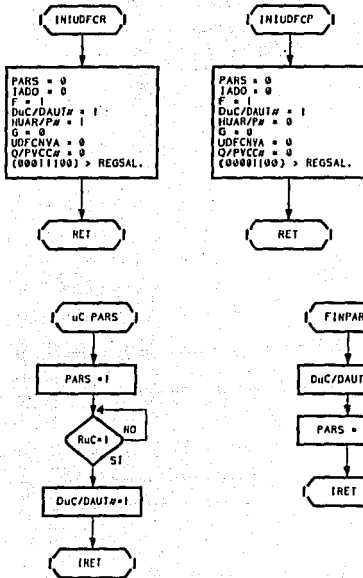 INIUDFCR
PARS = 0
IADO = 0
F = 1
DuC/DAUT# = 1
HUAR/P# = 1
G = 0
UDFCNVA = 0
Q/PVCC# = 0
(00011100) > REGSAL.
RET
INIUDFCP
PARS = 0
IADO = 0
F = 1
DuC/DAUT# = 1
HUAR/P# = 0
G = 0
UDFCNVA = 0
Q/PVCC# = 0
(00001100) > REGSAL.
RET
uC PARS
PARS =1
RuC=1
NO
SI
DuC/DAUT#=1
IRET
FINPAR
DuC/DAUT
PARS =
IRET